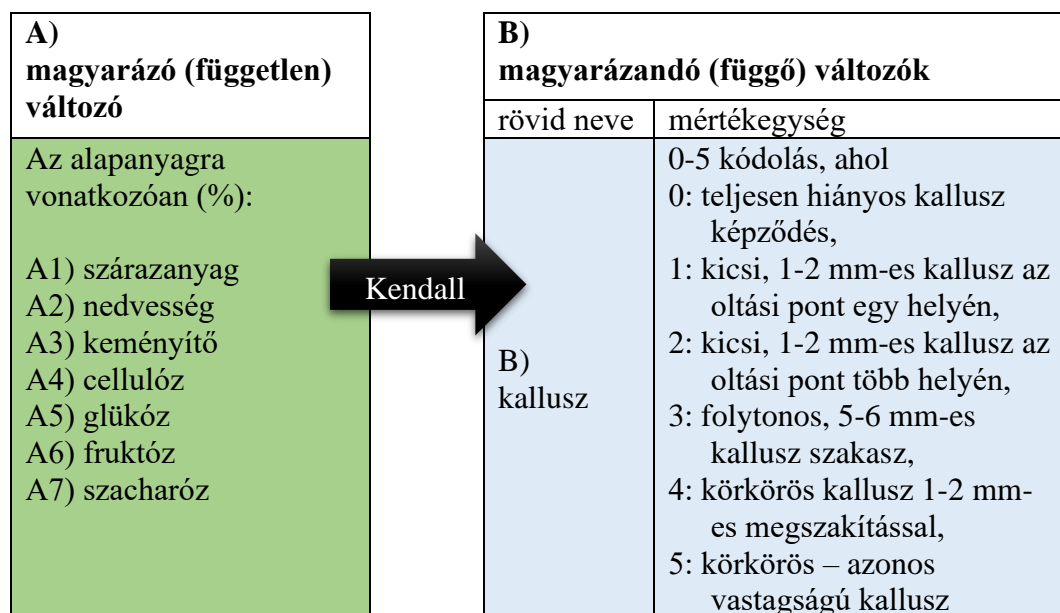 A)
magyarázó (független)
változó
Az alapanyagra
vonatkozóan (%):
A1) szárazanyag
A2) nedvesség
A3) keményítő
A4) cellulóz
A5) glükóz
A6) fruktóz
A7) szacharóz
Kendall
B)
magyarázandó (függő) változók
rövid neve
mértékegység
B)
kallusz
0-5 kódolás, ahol
0: teljesen hiányos kallusz
képződés,
1: kicsi, 1-2 mm-es kallusz az
oltási pont egy helyén,
2: kicsi, 1-2 mm-es kallusz az
oltási pont több helyén,
3: folytonos, 5-6 mm-es
kallusz szakasz,
4: körkörös kallusz 1-2 mm-
es megszakítással,
5: körkörös – azonos
vastagságú kallusz